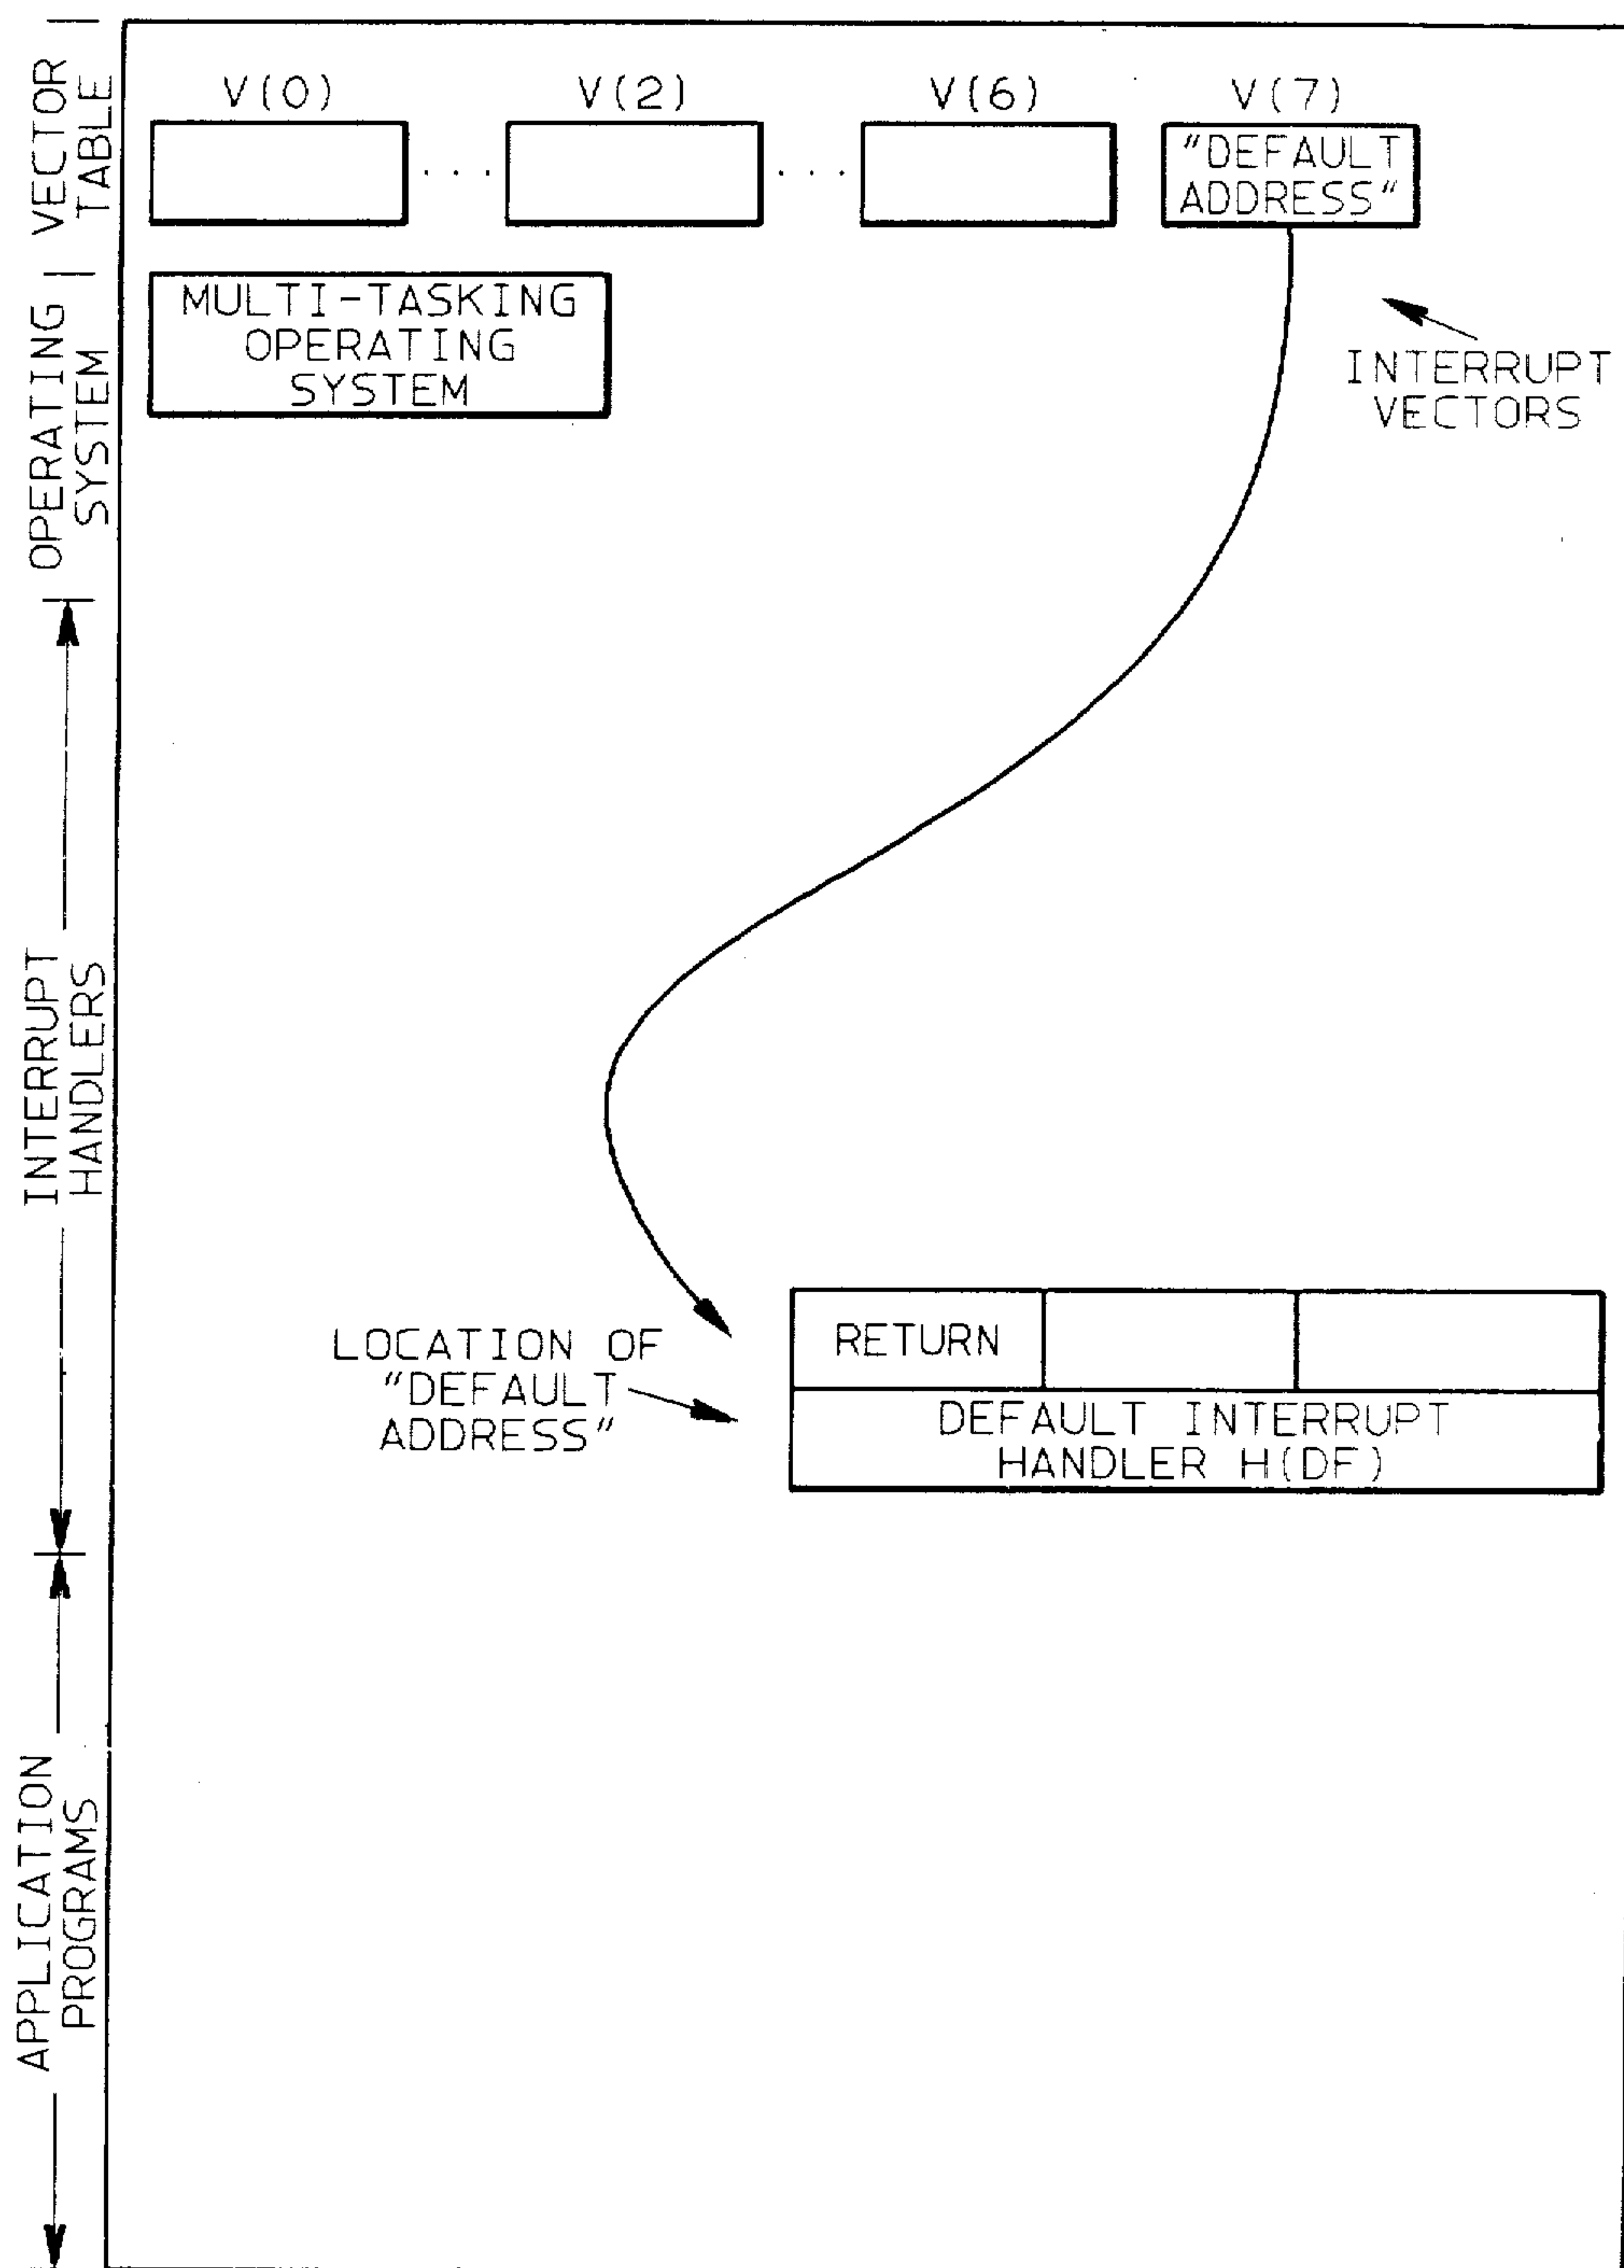 VECTOR
TABLE
V(0)
V(2)
V(6)
V(7)
...
...
"DEFAULT
ADDRESS"
OPERATING
SYSTEM
MULTI-TASKING
OPERATING
SYSTEM
INTERRUPT
VECTORS
INTERRUPT
HANDLERS
LOCATION OF
"DEFAULT
ADDRESS"
RETURN
DEFAULT INTERRUPT
HANDLER H(DF)
APPLICATION
PROGRAMS